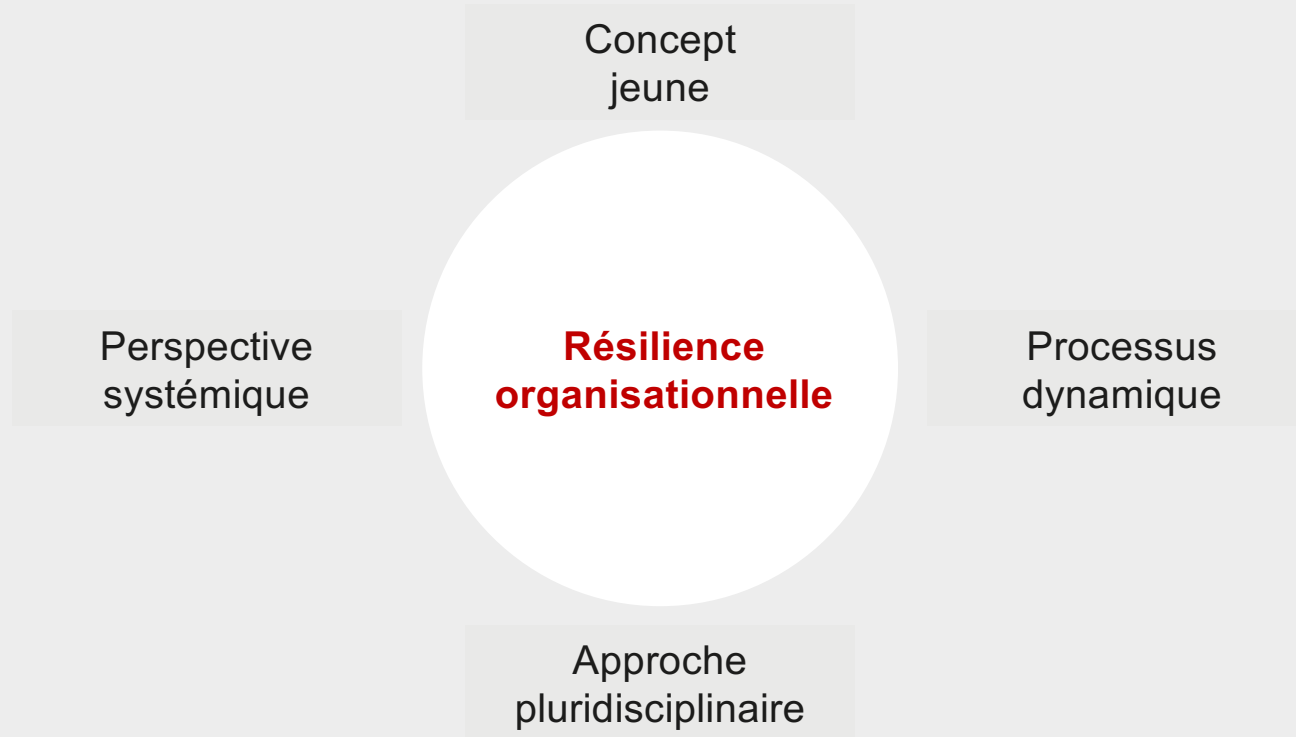 Concept
jeune
Perspective
systémique
Résilience
organisationnelle
Processus
dynamique
Approche
pluridisciplinaire